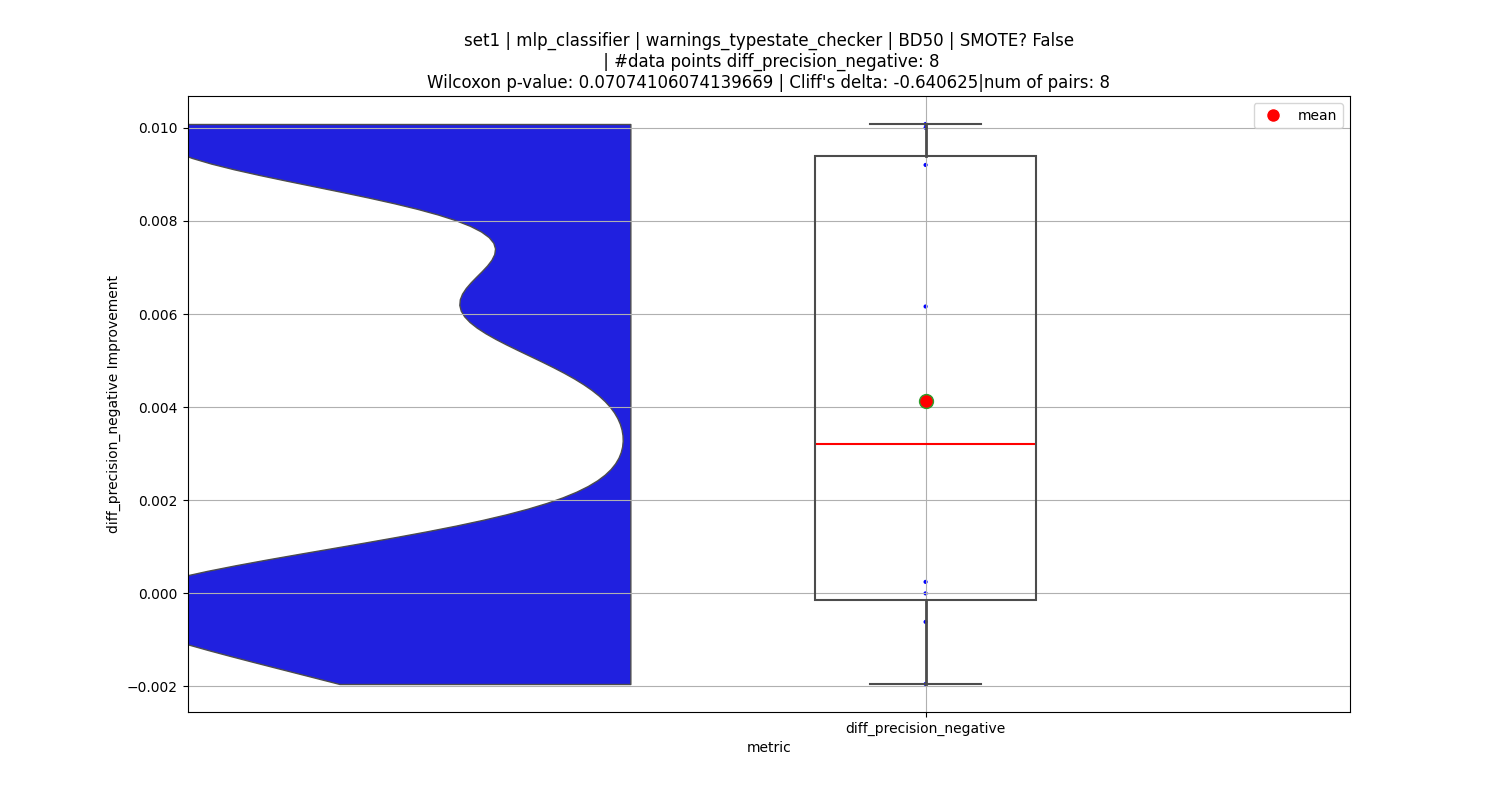 set1 | mlp_classifier | warnings_typestate_checker | BD50 | SMOTE? False
| #data points diff_precision_negative: 8
Wilcoxon p-value: 0.07074106074139669 | Cliff's delta: -0.640625|num of pairs: 8
mean
0.010
0.008
0.006
0.004
0.002
0.000
−0.002
diff_precision_negative Improvement
diff_precision_negative
metric